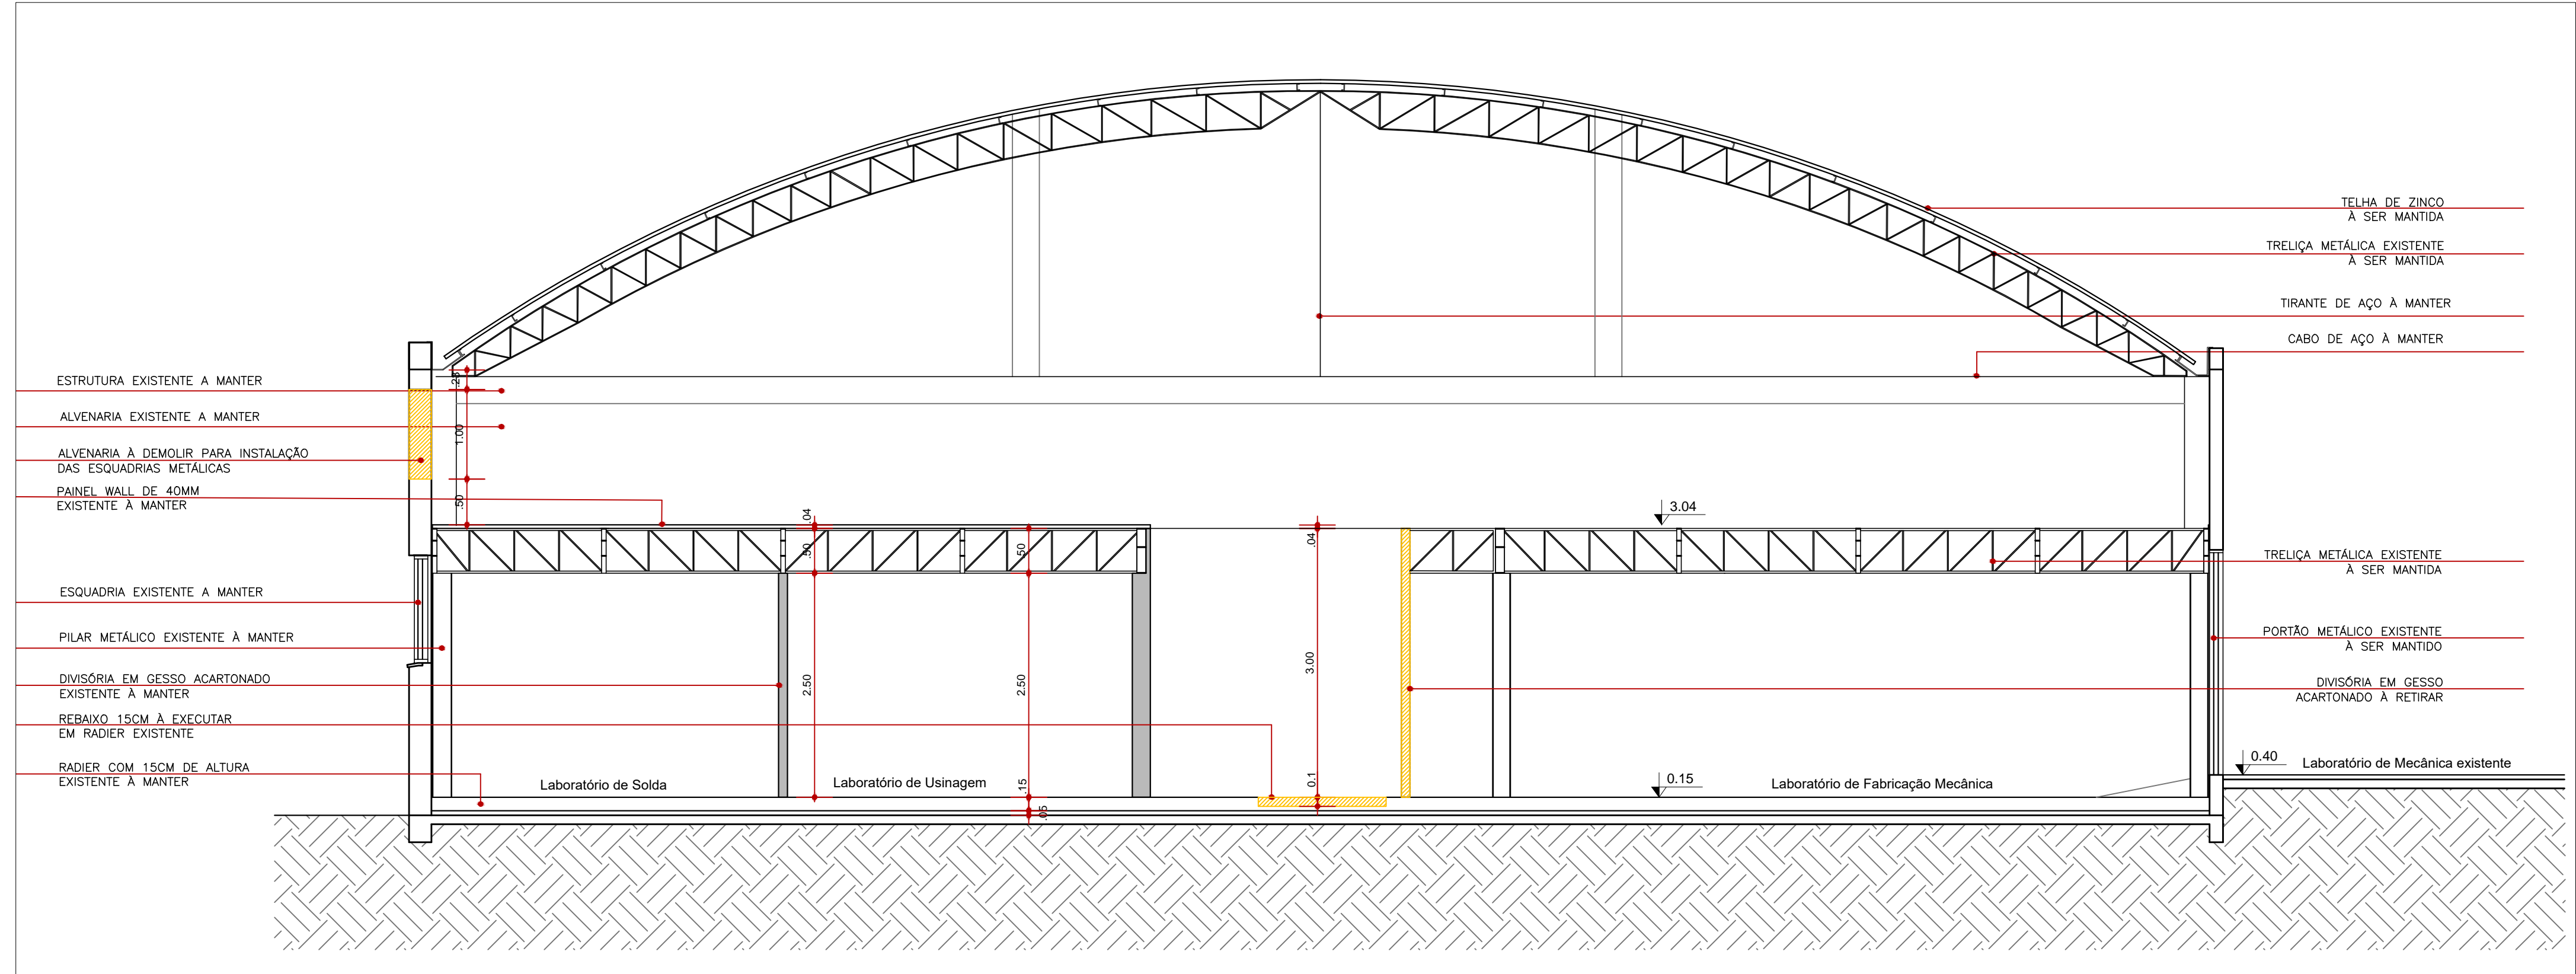 TELHA DE ZINCO
À SER MANTIDA
TRELIÇA METÁLICA EXISTENTE
À SER MANTIDA
TIRANTE DE AÇO À MANTER
CABO DE AÇO À MANTER
ESTRUTURA EXISTENTE A MANTER
.23
ALVENARIA EXISTENTE A MANTER
1.00
ALVENARIA À DEMOLIR PARA INSTALAÇÃO
DAS ESQUADRIAS METÁLICAS
PAINEL WALL DE 40MM
EXISTENTE À MANTER
.50
.04
3.04
.50
.50
.04
TRELIÇA METÁLICA EXISTENTE
À SER MANTIDA
ESQUADRIA EXISTENTE A MANTER
PILAR METÁLICO EXISTENTE À MANTER
PORTÃO METÁLICO EXISTENTE
À SER MANTIDO
DIVISÓRIA EM GESSO ACARTONADO
EXISTENTE À MANTER
2.50
2.50
3.00
DIVISÓRIA EM GESSO
ACARTONADO À RETIRAR
REBAIXO 15CM À EXECUTAR
EM RADIER EXISTENTE
RADIER COM 15CM DE ALTURA
EXISTENTE À MANTER
Laboratório de Solda
Laboratório de Usinagem
.15
.05
0.1
0.15
Laboratório de Fabricação Mecânica
0.40
Laboratório de Mecânica existente